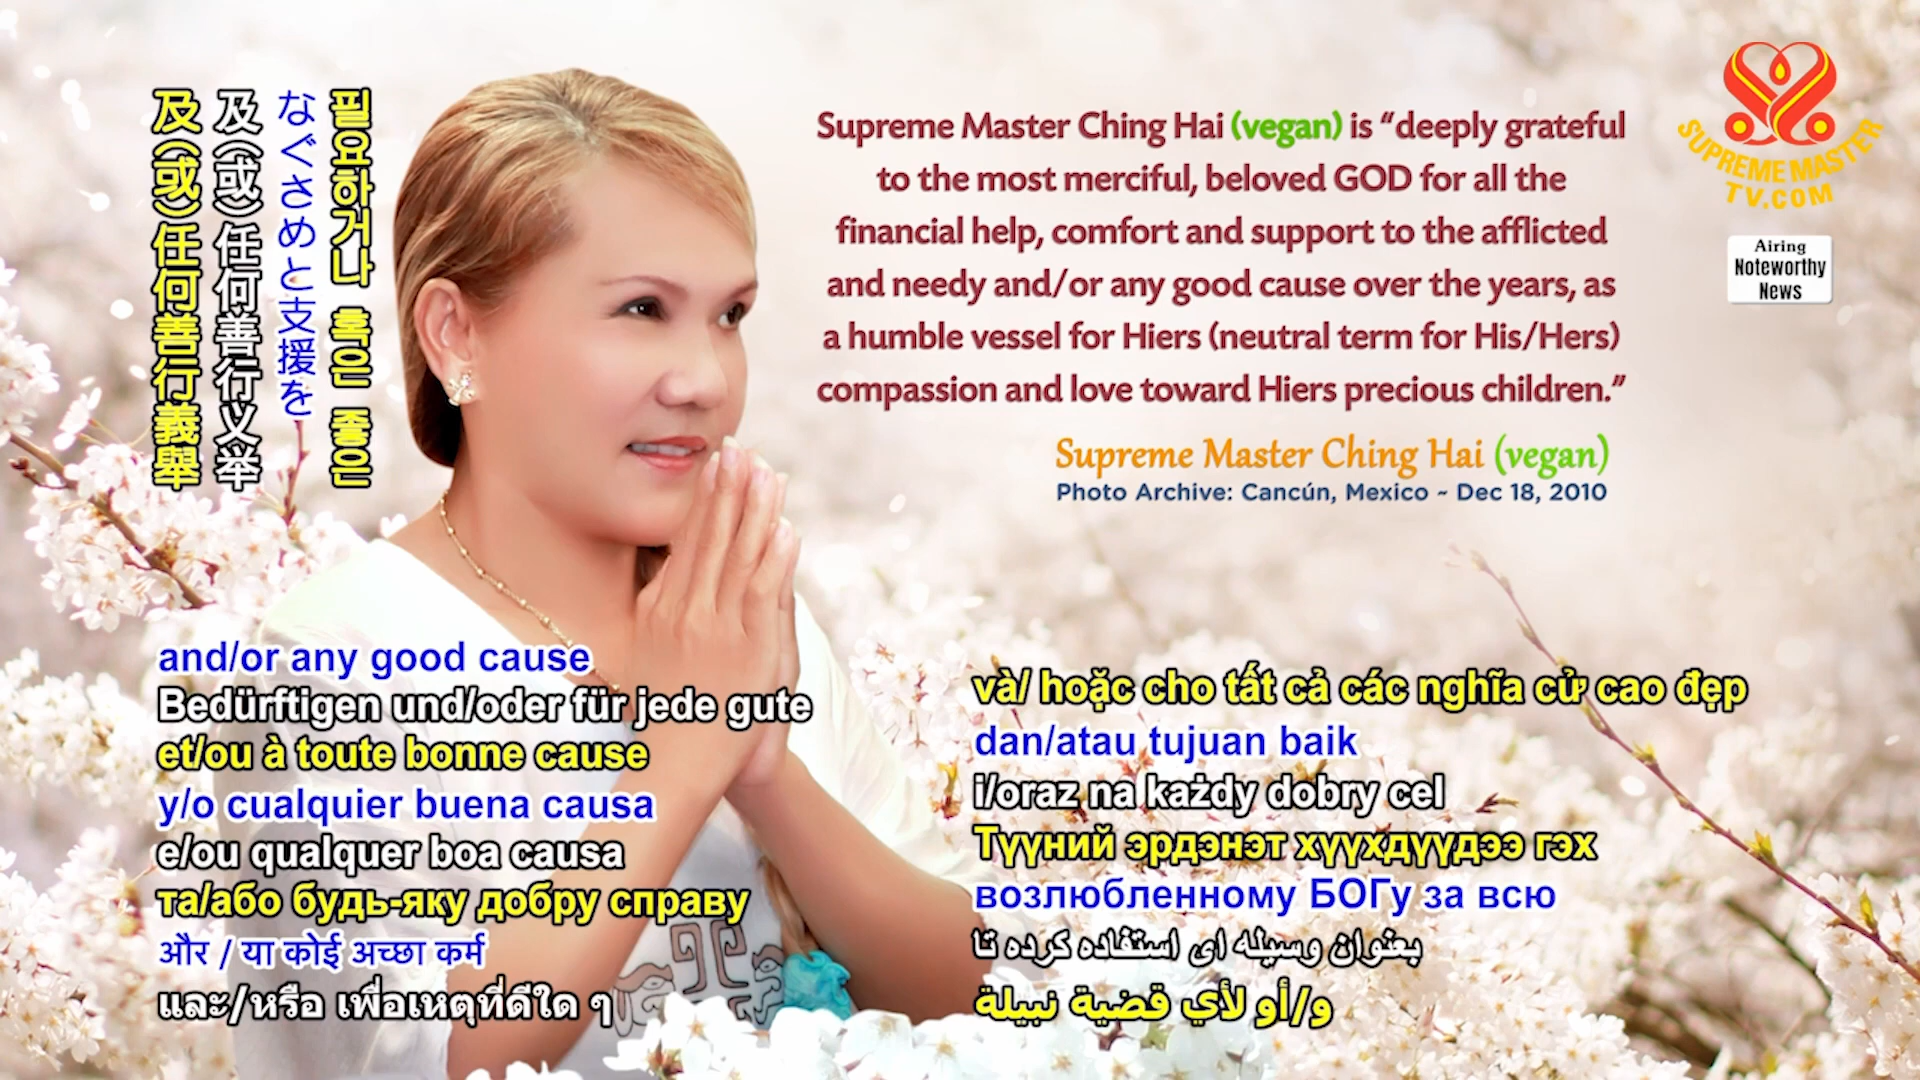 及(或)任何善行義舉
及(或)任何善行义举
なぐさめと支援を
필요하거나 혹은 좋은
Supreme Master Ching Hai (vegan) is “deeply grateful
to the most merciful, beloved GOD for all the
financial help, comfort and support to the afflicted
and needy and/or any good cause over the years, as
a humble vessel for Hiers (neutral term for His/Hers)
compassion and love toward Hiers precious children.”
Supreme Master Ching Hai (vegan)
Photo Archive: Cancún, Mexico ~ Dec 18, 2010
SUPREME MASTER
TV.COM
Airing
Noteworthy
News
and/or any good cause
Bedürftigen und/oder für jede gute
et/ou à toute bonne cause
y/o cualquier buena causa
e/ou qualquer boa causa
та/або будь-яку добру справу
और / या कोई अच्छा कर्म
และ/หรือ เพื่อเหตุที่ดีใด ๆ
và/ hoặc cho tất cả các nghĩa cử cao đẹp
dan/atau tujuan baik
i/oraz na każdy dobry cel
Түүний эрдэнэт хүүхдүүдээ гэх
возлюбленному БОГу за всю
بعنوان وسیله ای استفاده کرده تا
و/أو لأي قضية نبيلة